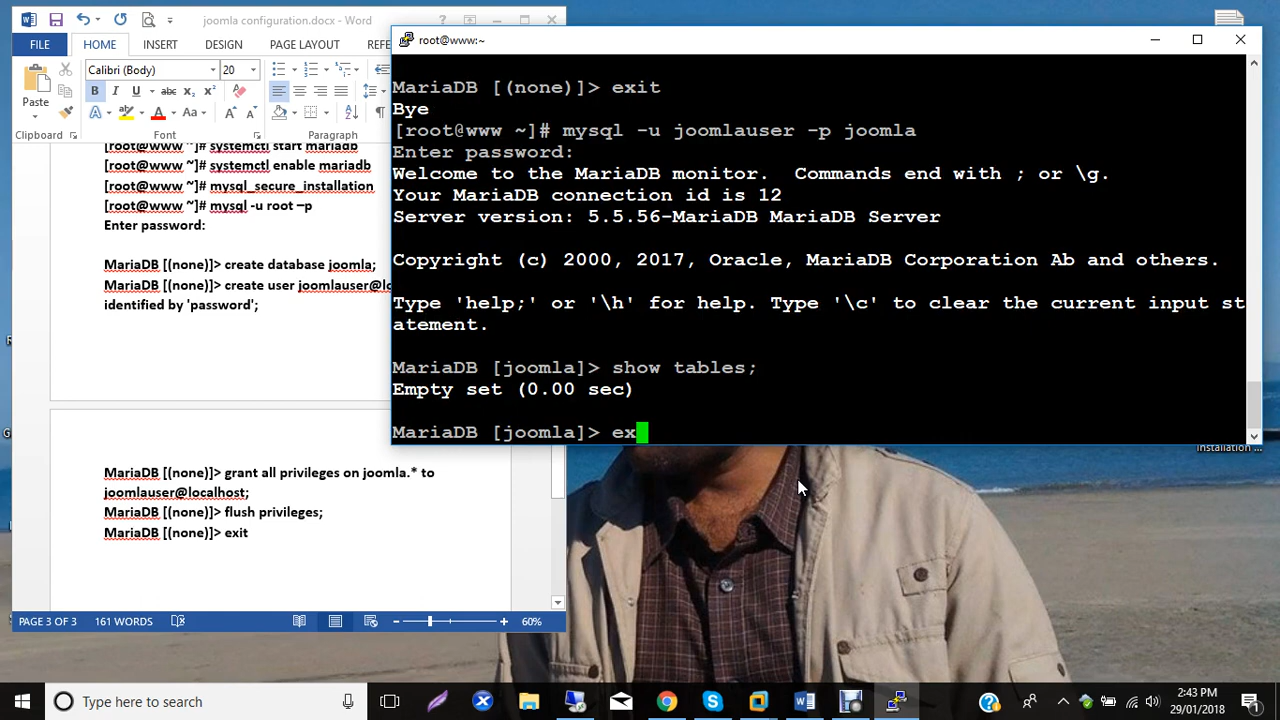 joomla configuration.docx - Word
FILE
HOME
INSERT
DESIGN
PAGE LAYOUT
REFE
Paste
Calibri (Body)
20
B I U abc x₂ x²
A ab A Aa A A
Clipboard
Font
[root@www ~]# systemctl start mariadb
[root@www ~]# systemctl enable mariadb
[root@www ~]# mysql_secure_installation
[root@www ~]# mysql -u root –p
Enter password:
MariaDB [(none)]> create database joomla;
MariaDB [(none)]> create user joomlauser@lo
identified by 'password';
MariaDB [(none)]> grant all privileges on joomla.* to
joomlauser@localhost;
MariaDB [(none)]> flush privileges;
MariaDB [(none)]> exit
PAGE 3 OF 3
161 WORDS
60%
root@www:~
MariaDB [(none)]> exit
Bye
[root@www ~]# mysql -u joomlauser -p joomla
Enter password:
Welcome to the MariaDB monitor.  Commands end with ; or \g.
Your MariaDB connection id is 12
Server version: 5.5.56-MariaDB MariaDB Server
Copyright (c) 2000, 2017, Oracle, MariaDB Corporation Ab and others.
Type 'help;' or '\h' for help. Type '\c' to clear the current input st
atement.
MariaDB [joomla]> show tables;
Empty set (0.00 sec)
MariaDB [joomla]> ex
Installation ...
Type here to search
2:43 PM
29/01/2018
1